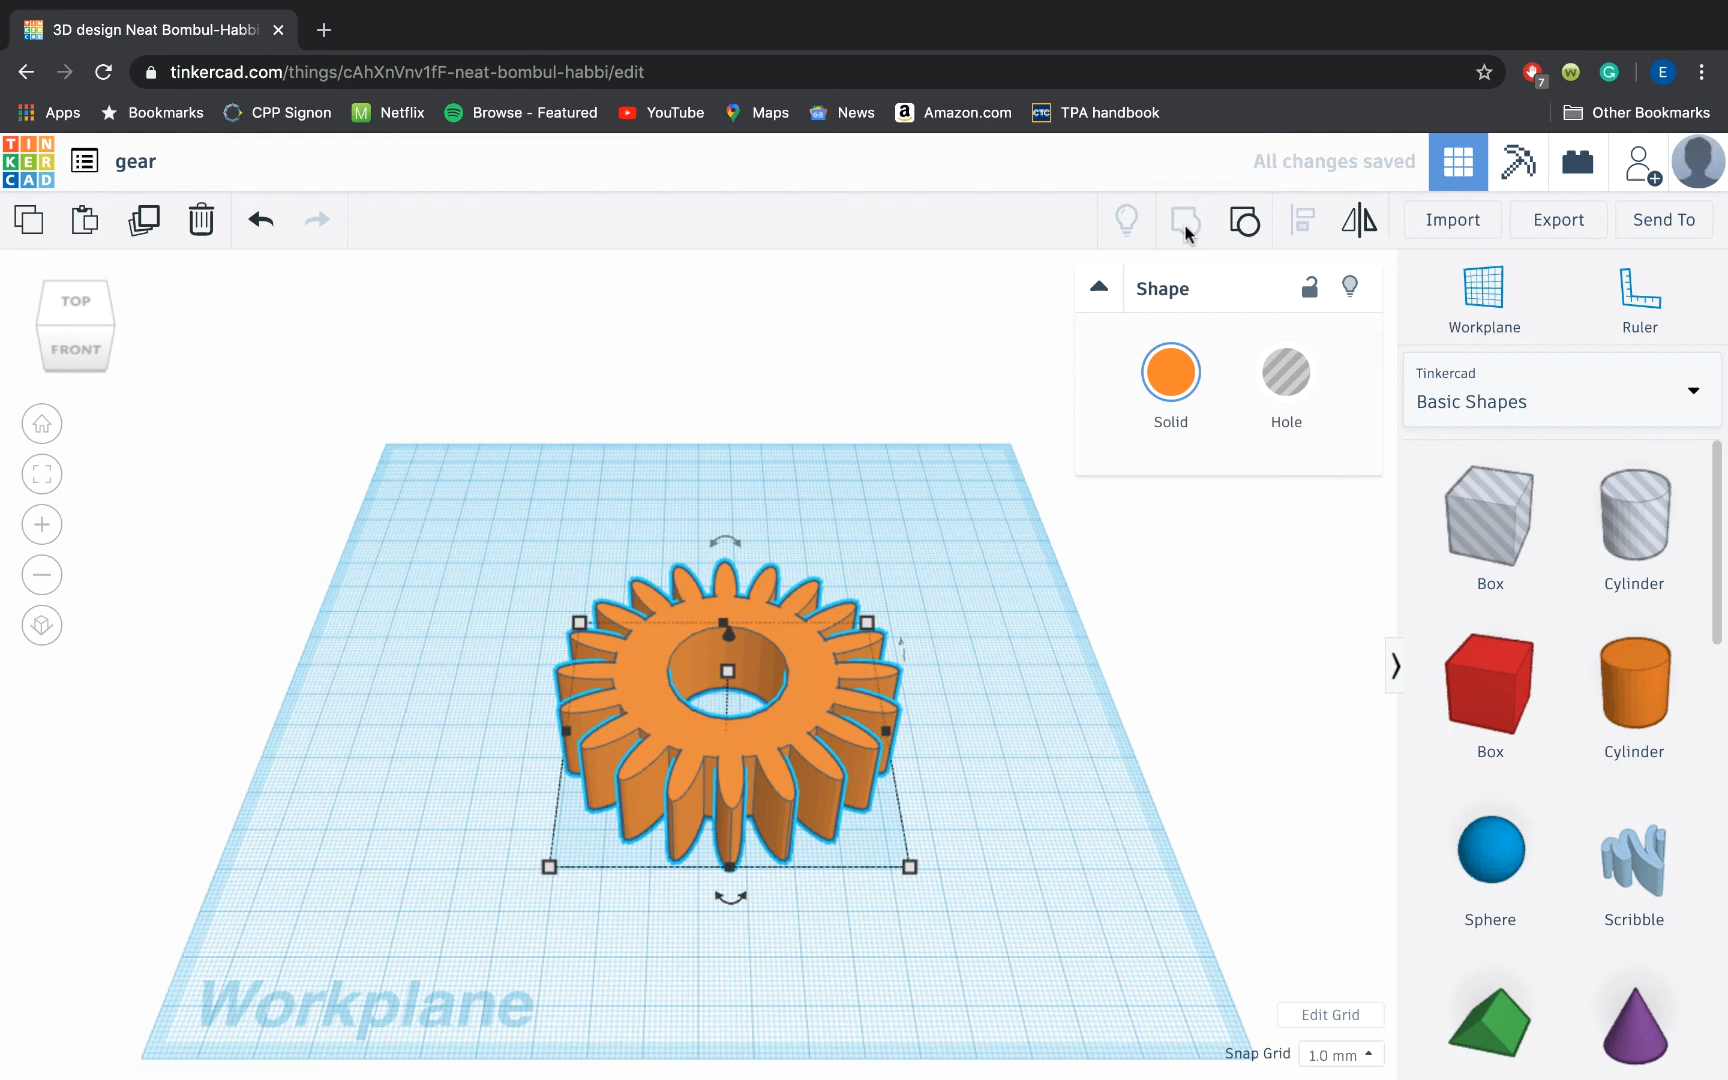 3D design Neat Bombul-Habbi
tinkercad.com/things/cAhXnVnv1fF-neat-bombul-habbi/edit
7
W
G
E
Apps
Bookmarks
CPP Signon
M
Netflix
Browse - Featured
YouTube
Maps
News
a
Amazon.com
CTC
TPA handbook
Other Bookmarks
TIN
KER
CAD
gear
All changes saved
Import
Export
Send To
TOP
FRONT
Shape
Solid
Hole
Workplane
Ruler
Tinkercad
Basic Shapes
Box
Cylinder
Box
Cylinder
Sphere
Scribble
Workplane
Edit Grid
Snap Grid
1.0 mm